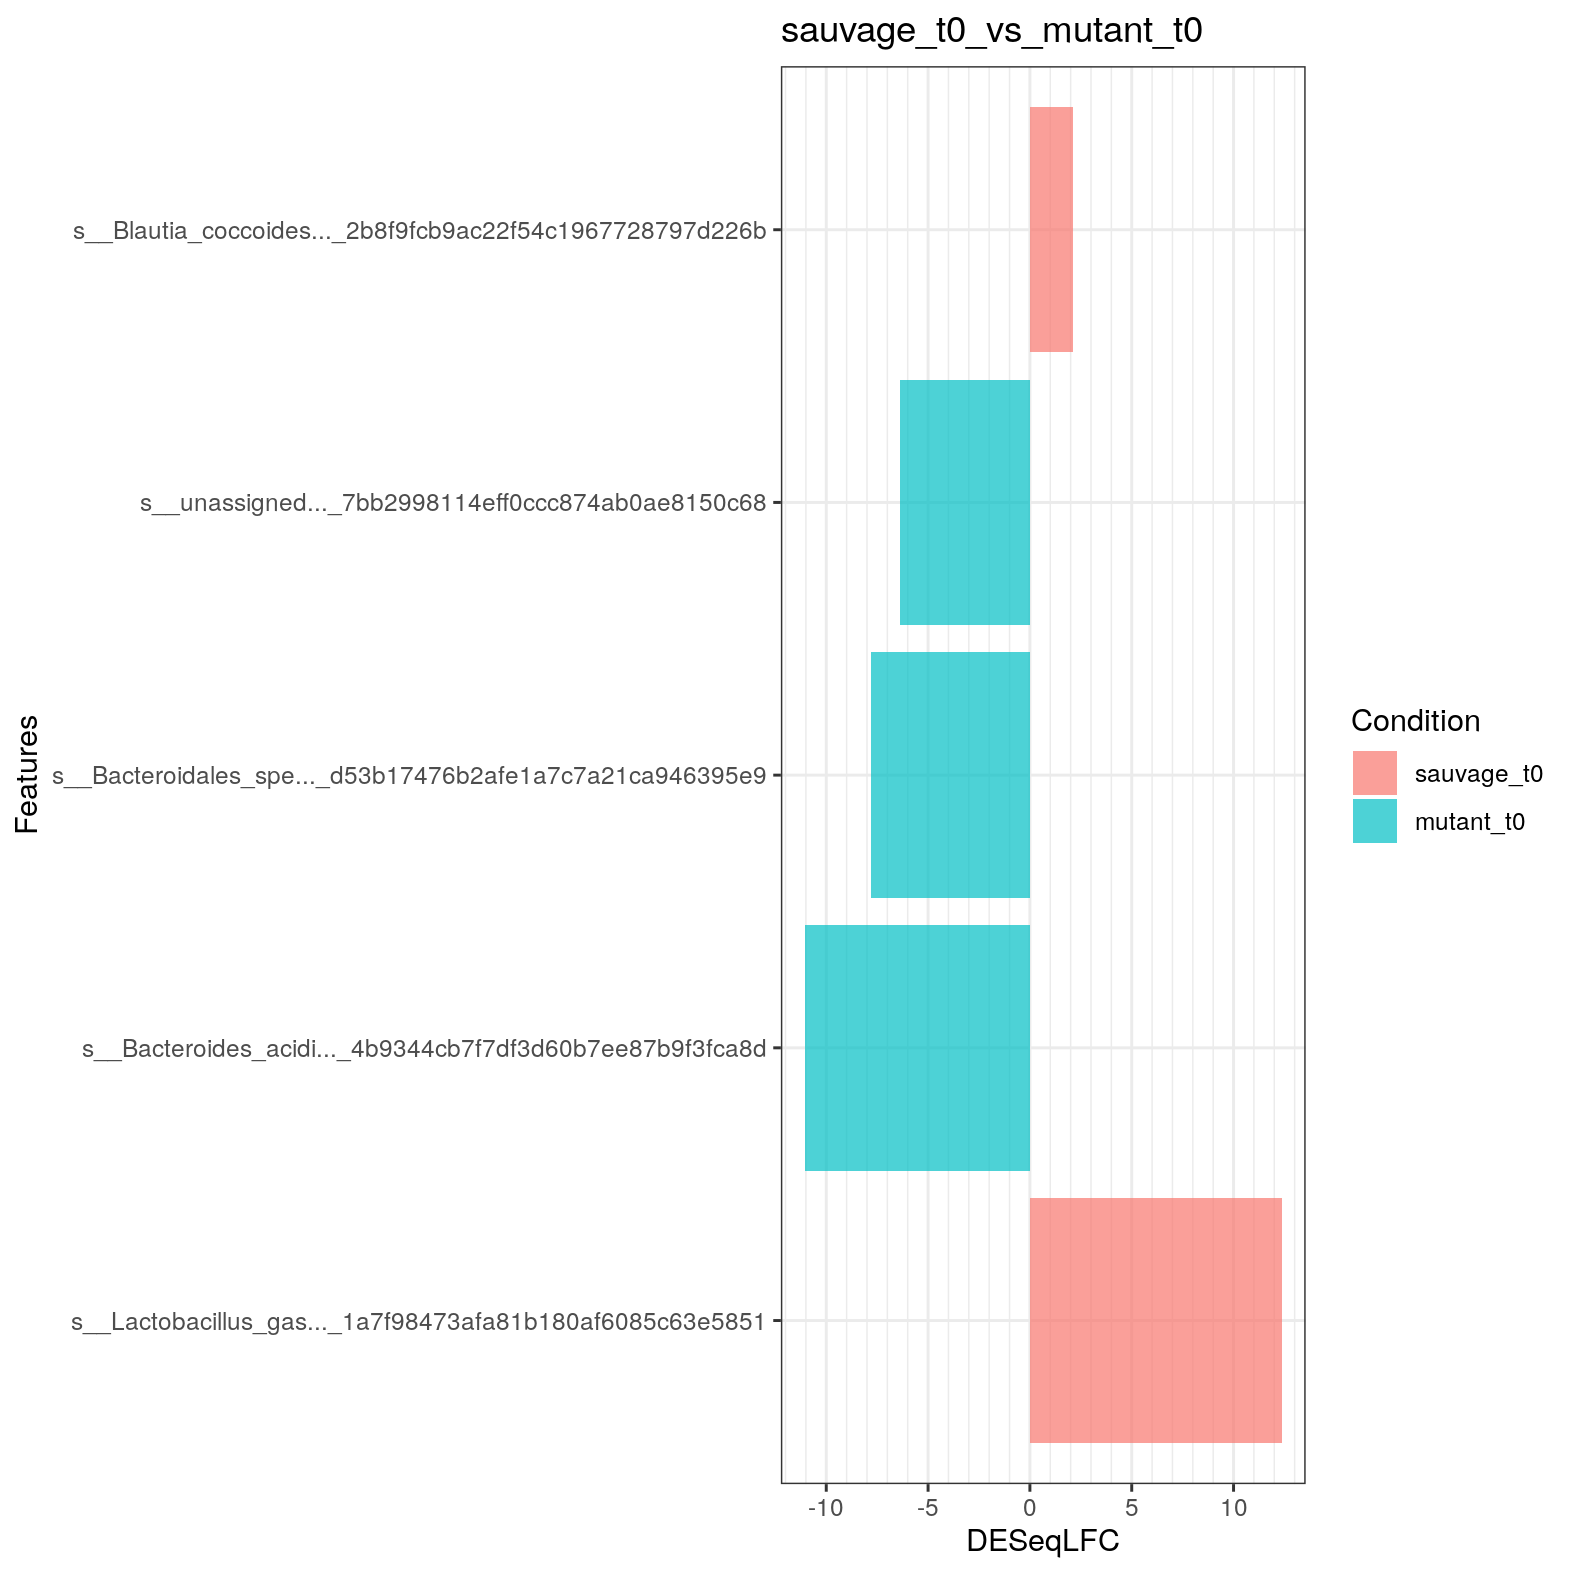 sauvage_t0_vs_mutant_t0
s__Blautia_coccoides..._2b8f9fcb9ac22f54c1967728797d226b
s__unassigned..._7bb2998114eff0ccc874ab0ae8150c68
s__Bacteroidales_spe..._d53b17476b2afe1a7c7a21ca946395e9
s__Bacteroides_acidi..._4b9344cb7f7df3d60b7ee87b9f3fca8d
s__Lactobacillus_gas..._1a7f98473afa81b180af6085c63e5851
Features
-10 -5 0 5 10
DESeqLFC
Condition
sauvage_t0
mutant_t0